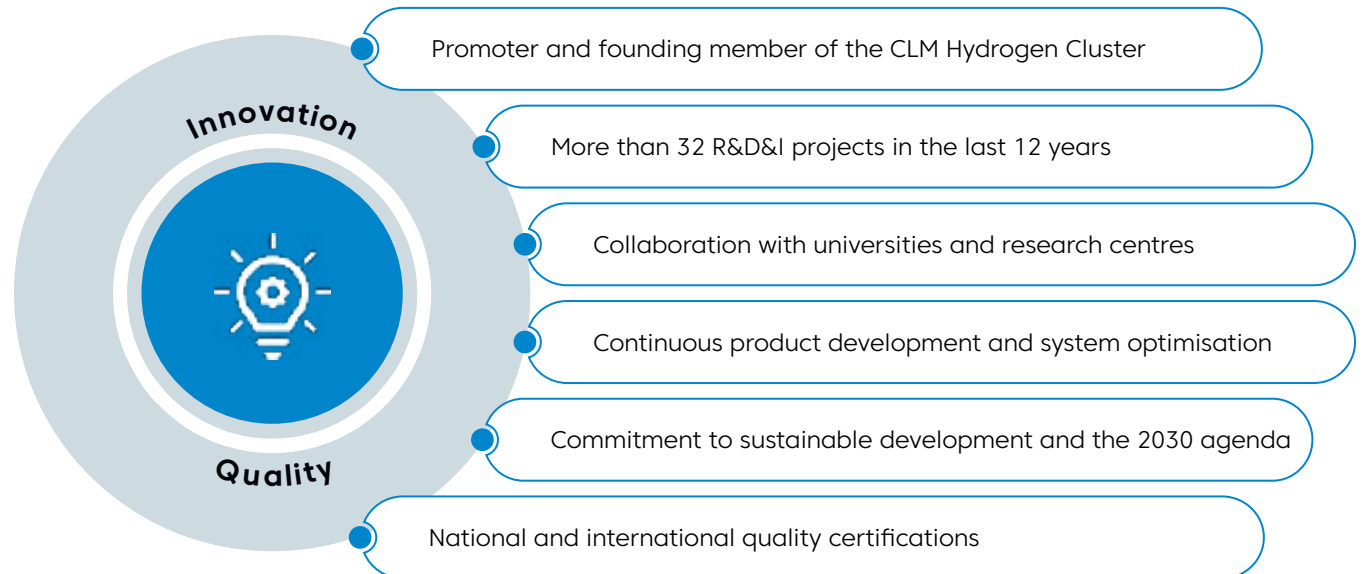 Innovation
Quality
Promoter and founding member of the CLM Hydrogen Cluster
More than 32 R&D&I projects in the last 12 years
Collaboration with universities and research centres
Continuous product development and system optimisation
Commitment to sustainable development and the 2030 agenda
National and international quality certifications